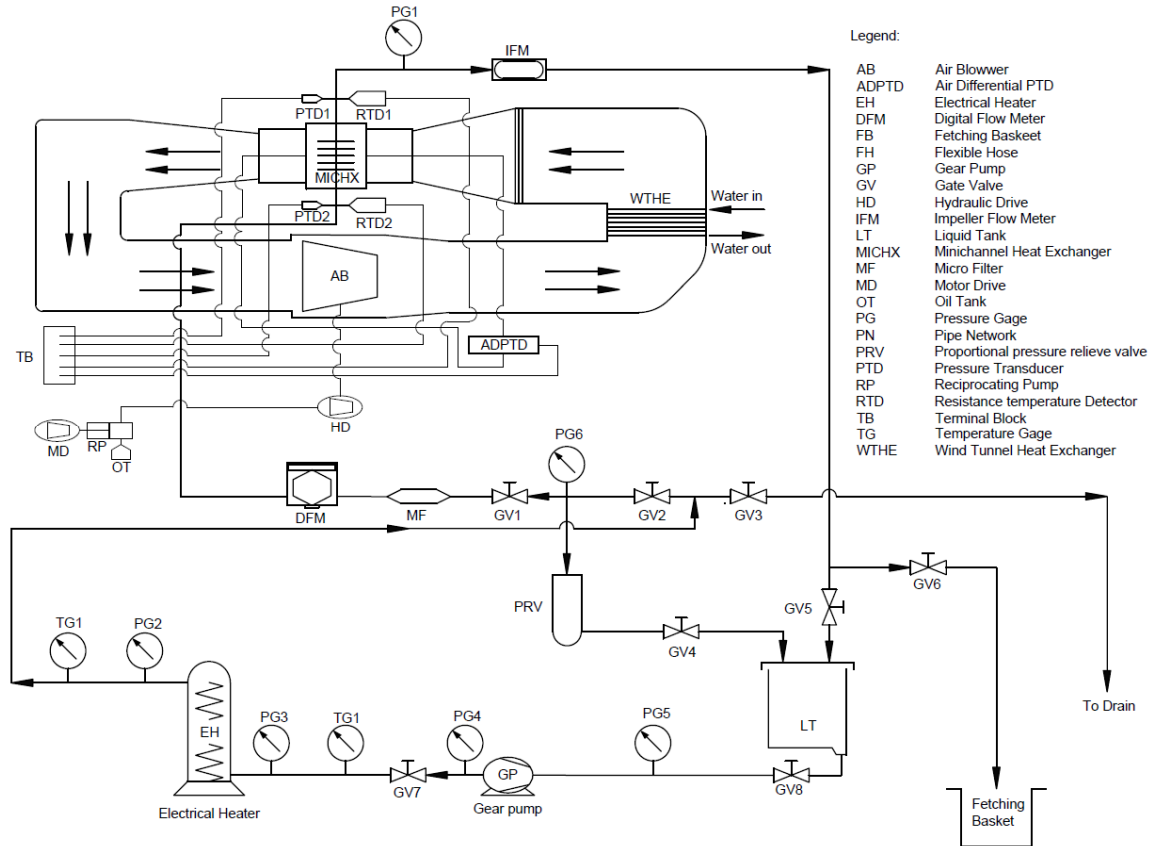 PG1
IFM
PTD1
RTD1
MICHX
WTHE
Water in
Water out
PTD2
RTD2
AB
TB
ADPTD
HD
MD
RP
OT
PG6
DFM
MF
GV1
GV2
GV3
PRV
GV4
GV5
GV6
TG1
PG2
EH
Electrical Heater
PG3
TG1
GV7
PG4
GP
Gear pump
PG5
GV8
LT
To Drain
Fetching
Basket
Legend:
AB Air Blowwer
ADPTD Air Differential PTD
EH Electrical Heater
DFM Digital Flow Meter
FB Fetching Baskeet
FH Flexible Hose
GP Gear Pump
GV Gate Valve
HD Hydraulic Drive
IFM Impeller Flow Meter
LT Liquid Tank
MICHX Minichannel Heat Exchanger
MF Micro Filter
MD Motor Drive
OT Oil Tank
PG Pressure Gage
PN Pipe Network
PRV Proportional pressure relieve valve
PTD Pressure Transducer
RP Reciprocating Pump
RTD Resistance temperature Detector
TB Terminal Block
TG Temperature Gage
WTHE Wind Tunnel Heat Exchanger